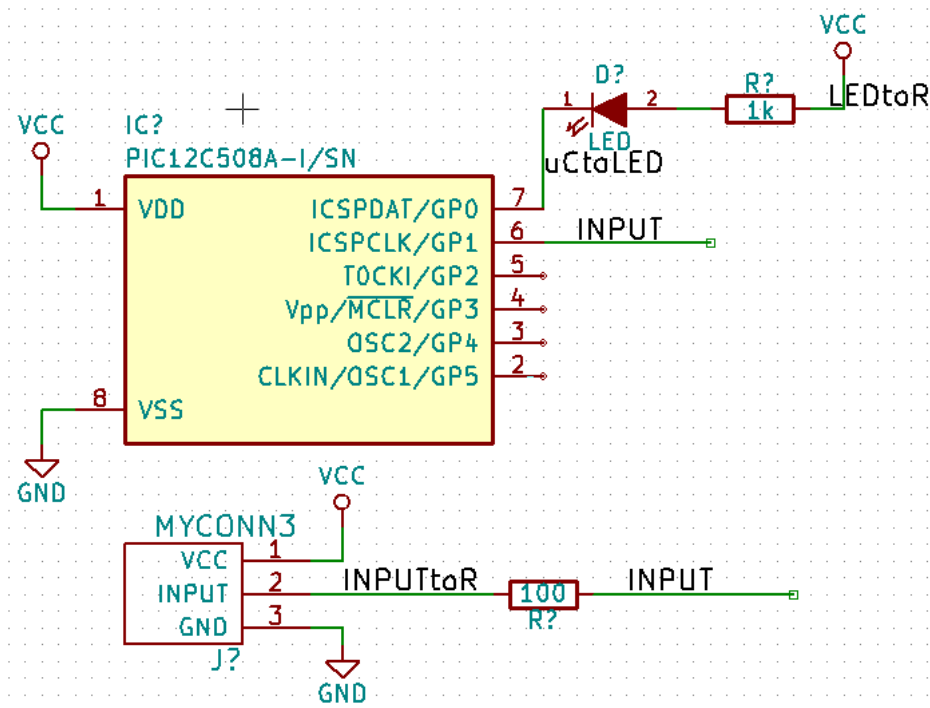 VCC
D?
R?
1
2
1k
LEDtoR
LED
uCtoLED
VCC
IC?
PIC12C508A-I/SN
1
VDD
ICSPDAT/GP0
7
ICSPCLK/GP1
6
INPUT
T0CKI/GP2
5
Vpp/MCLR/GP3
4
OSC2/GP4
3
CLKIN/OSC1/GP5
2
8
VSS
GND
VCC
MYCONN3
VCC
1
INPUT
2
INPUTtoR
100
INPUT
GND
3
R?
J?
GND